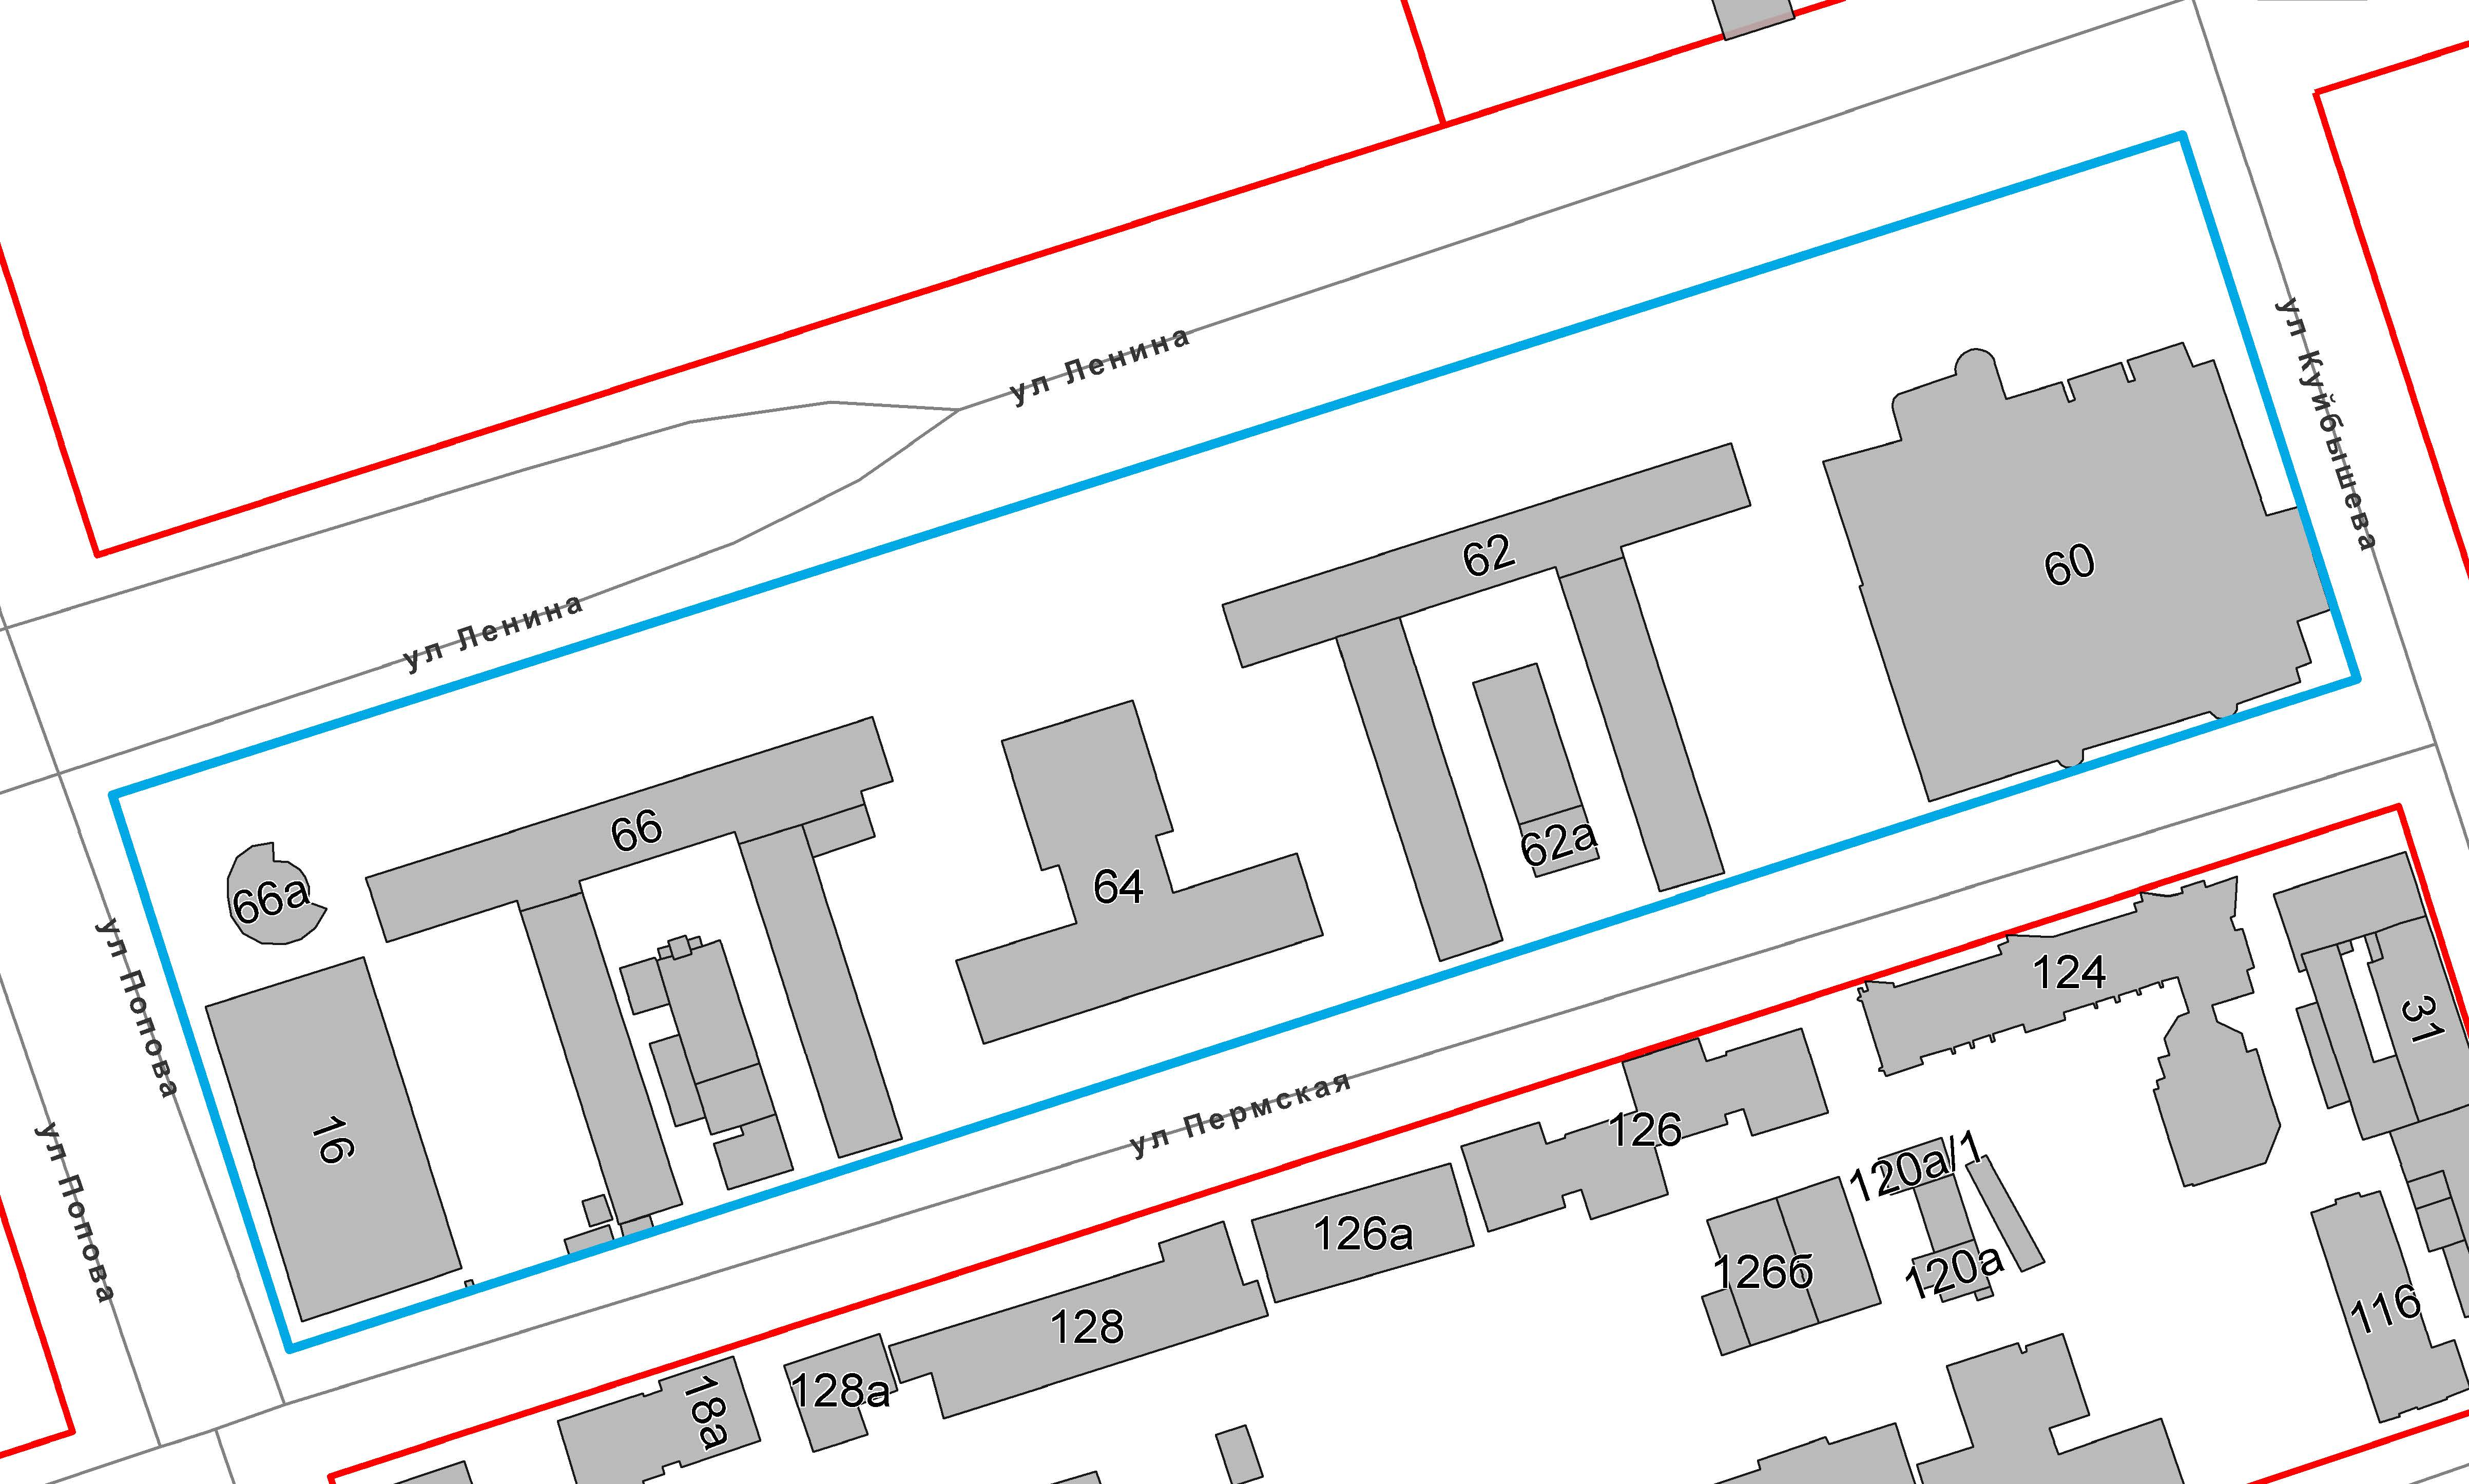 ул Ленина
ул Куйбышева
62
60
ул Ленина
66
62а
66а
64
124
31
ул Попова
16
ул Пермская
126
120а/1
126а
126б
120а
ул Попова
128
116
128а
18а